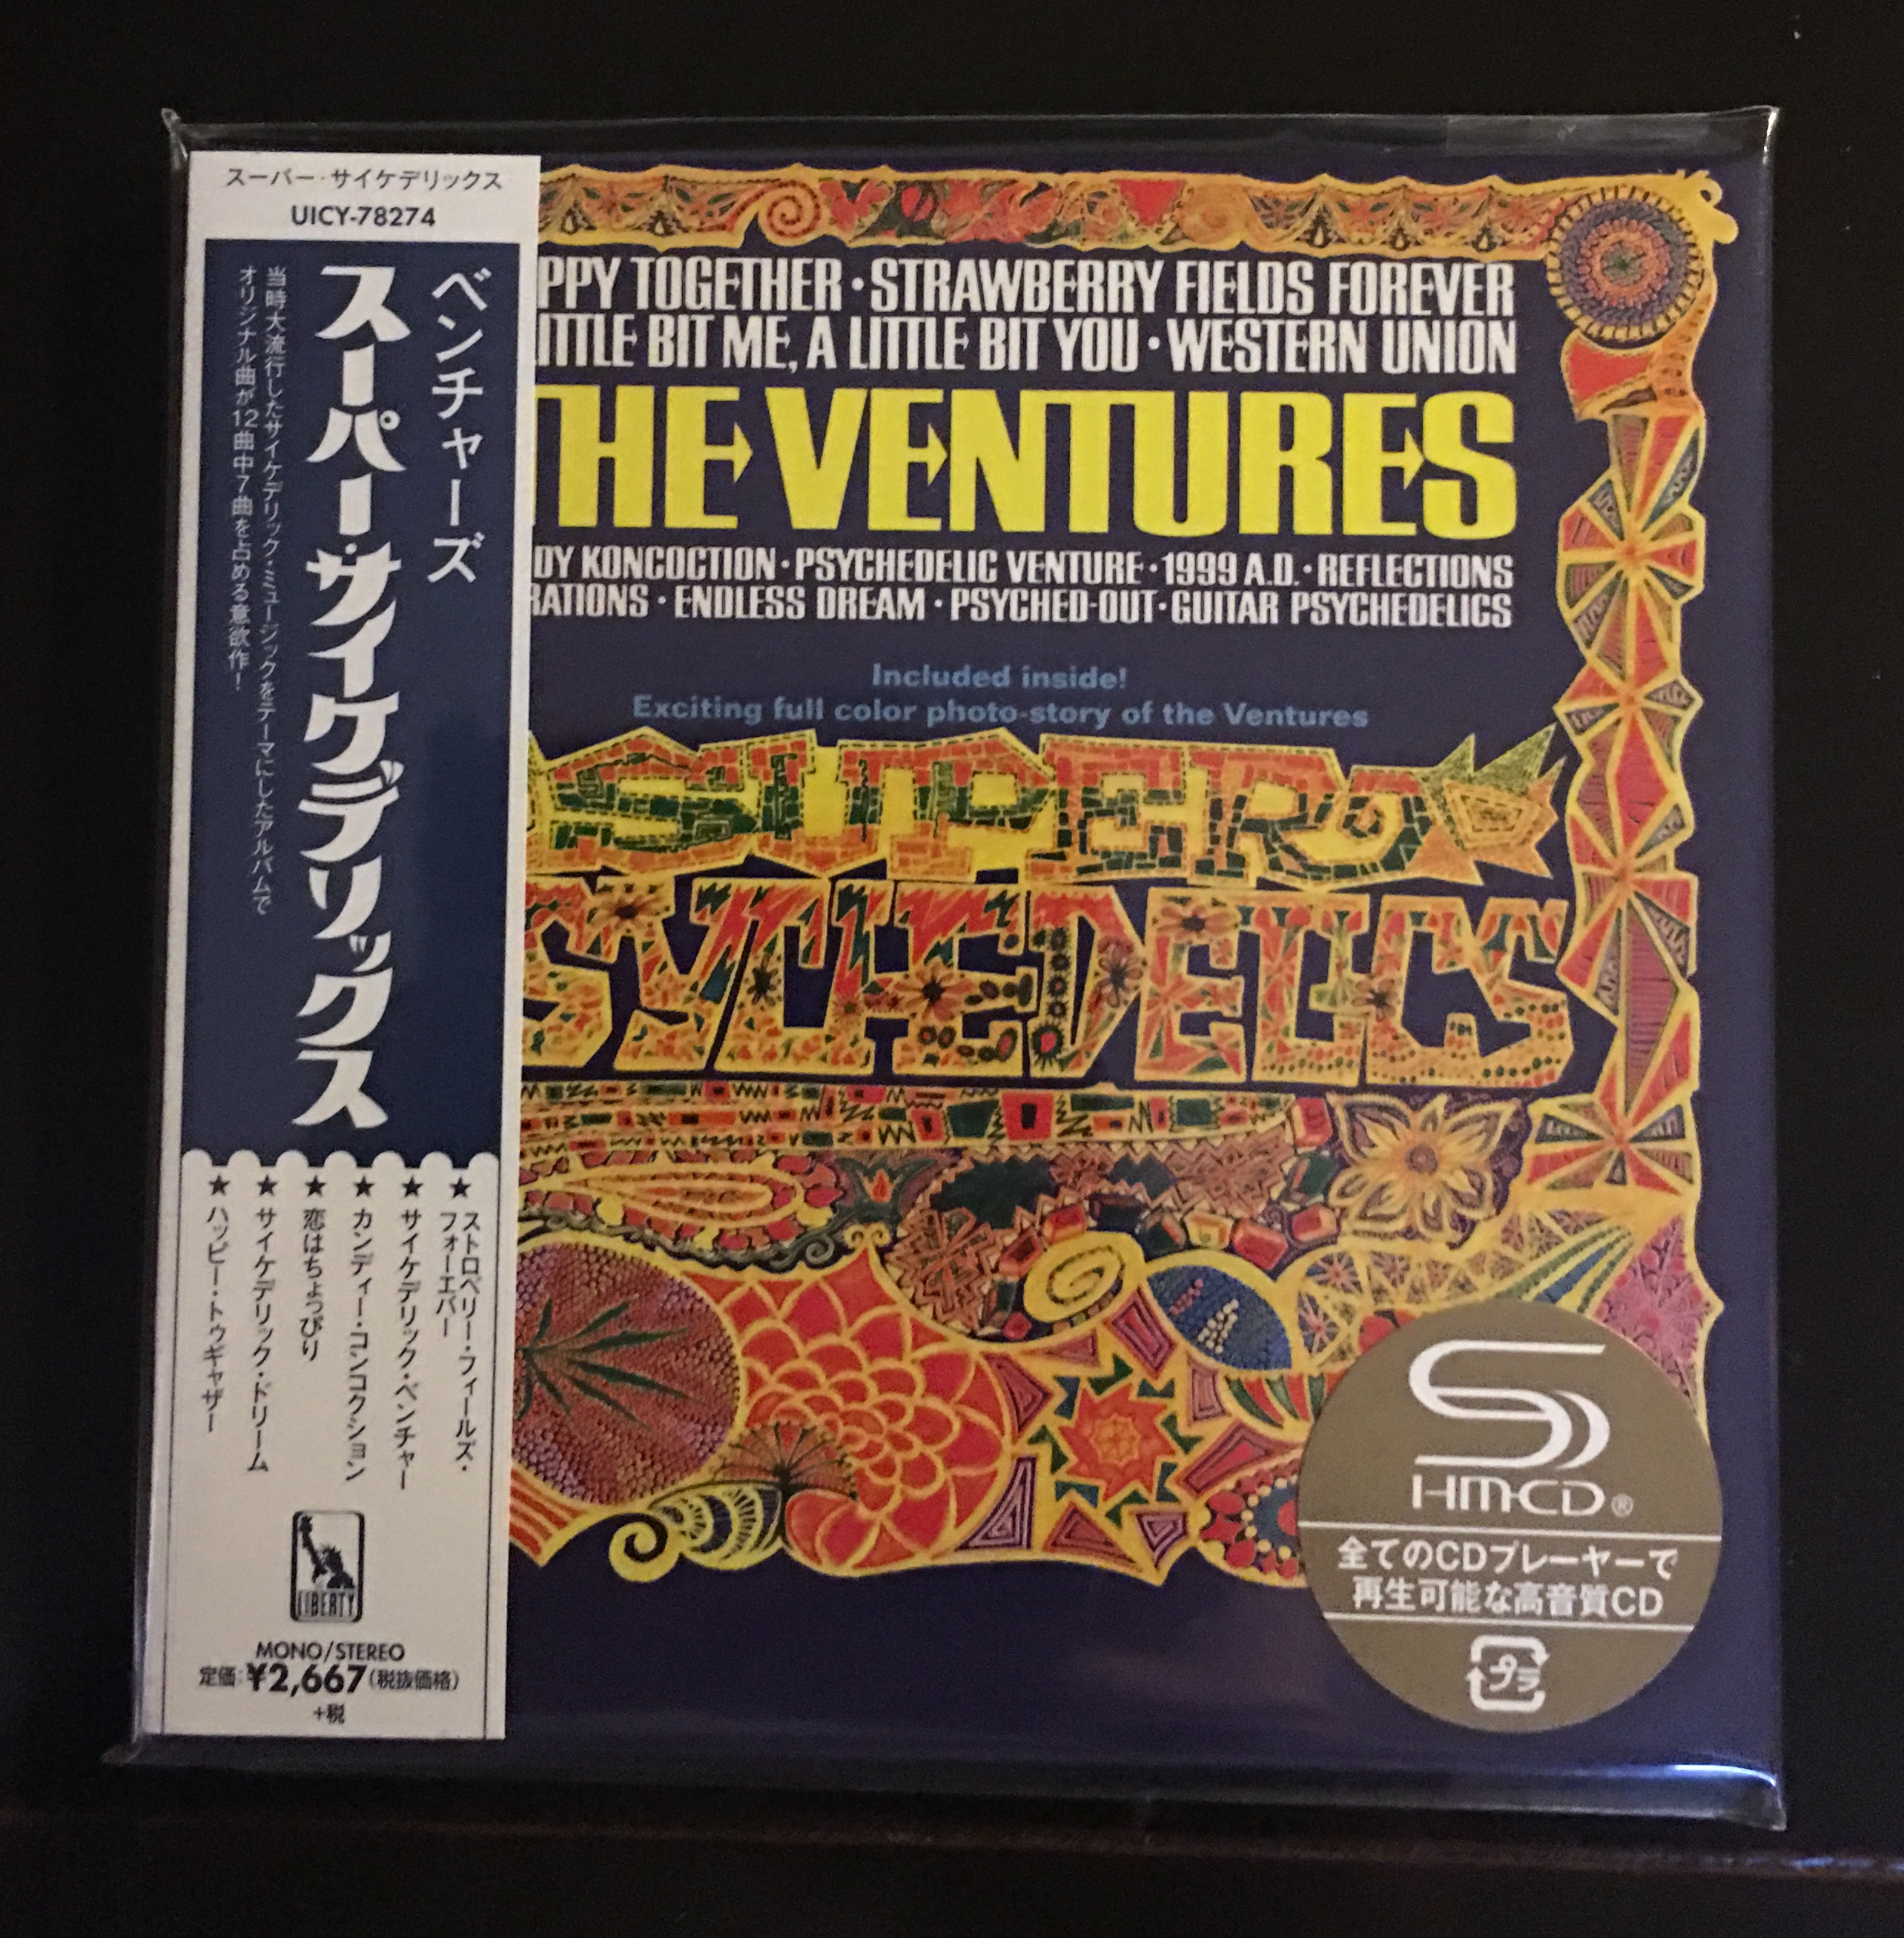 スーパー・サイケデリックス
UICY-78274
ベンチャーズ
スーパー・サイケデリックス
当時大流行したサイケデリック・ミュージックをテーマにしたアルバムで
オリジナル曲が12曲中7曲を占める意欲作!
★ストロベリー・フィールズ・
フォーエバー
★サイケデリック・ベンチャー
★カンディー・コンコクション
★恋はちょっぴり
★サイケデリック・ドリーム
★ハッピー・トゥギャザー
LIBERTY
MONO/STEREO
定価:¥2,667(税抜価格)
+税
PPY TOGETHER・STRAWBERRY FIELDS FOREVER
ITTLE BIT ME, A LITTLE BIT YOU・WESTERN UNION
THE VENTURES
DY KONCOCTION・PSYCHEDELIC VENTURE・1999 A.D.・REFLECTIONS
RATIONS・ENDLESS DREAM・PSYCHED-OUT・GUITAR PSYCHEDELICS
Included inside!
Exciting full color photo-story of the Ventures
SUPER
SYCHEDELICS
SHM-CD®
全てのCDプレーヤーで
再生可能な高音質CD
プラ